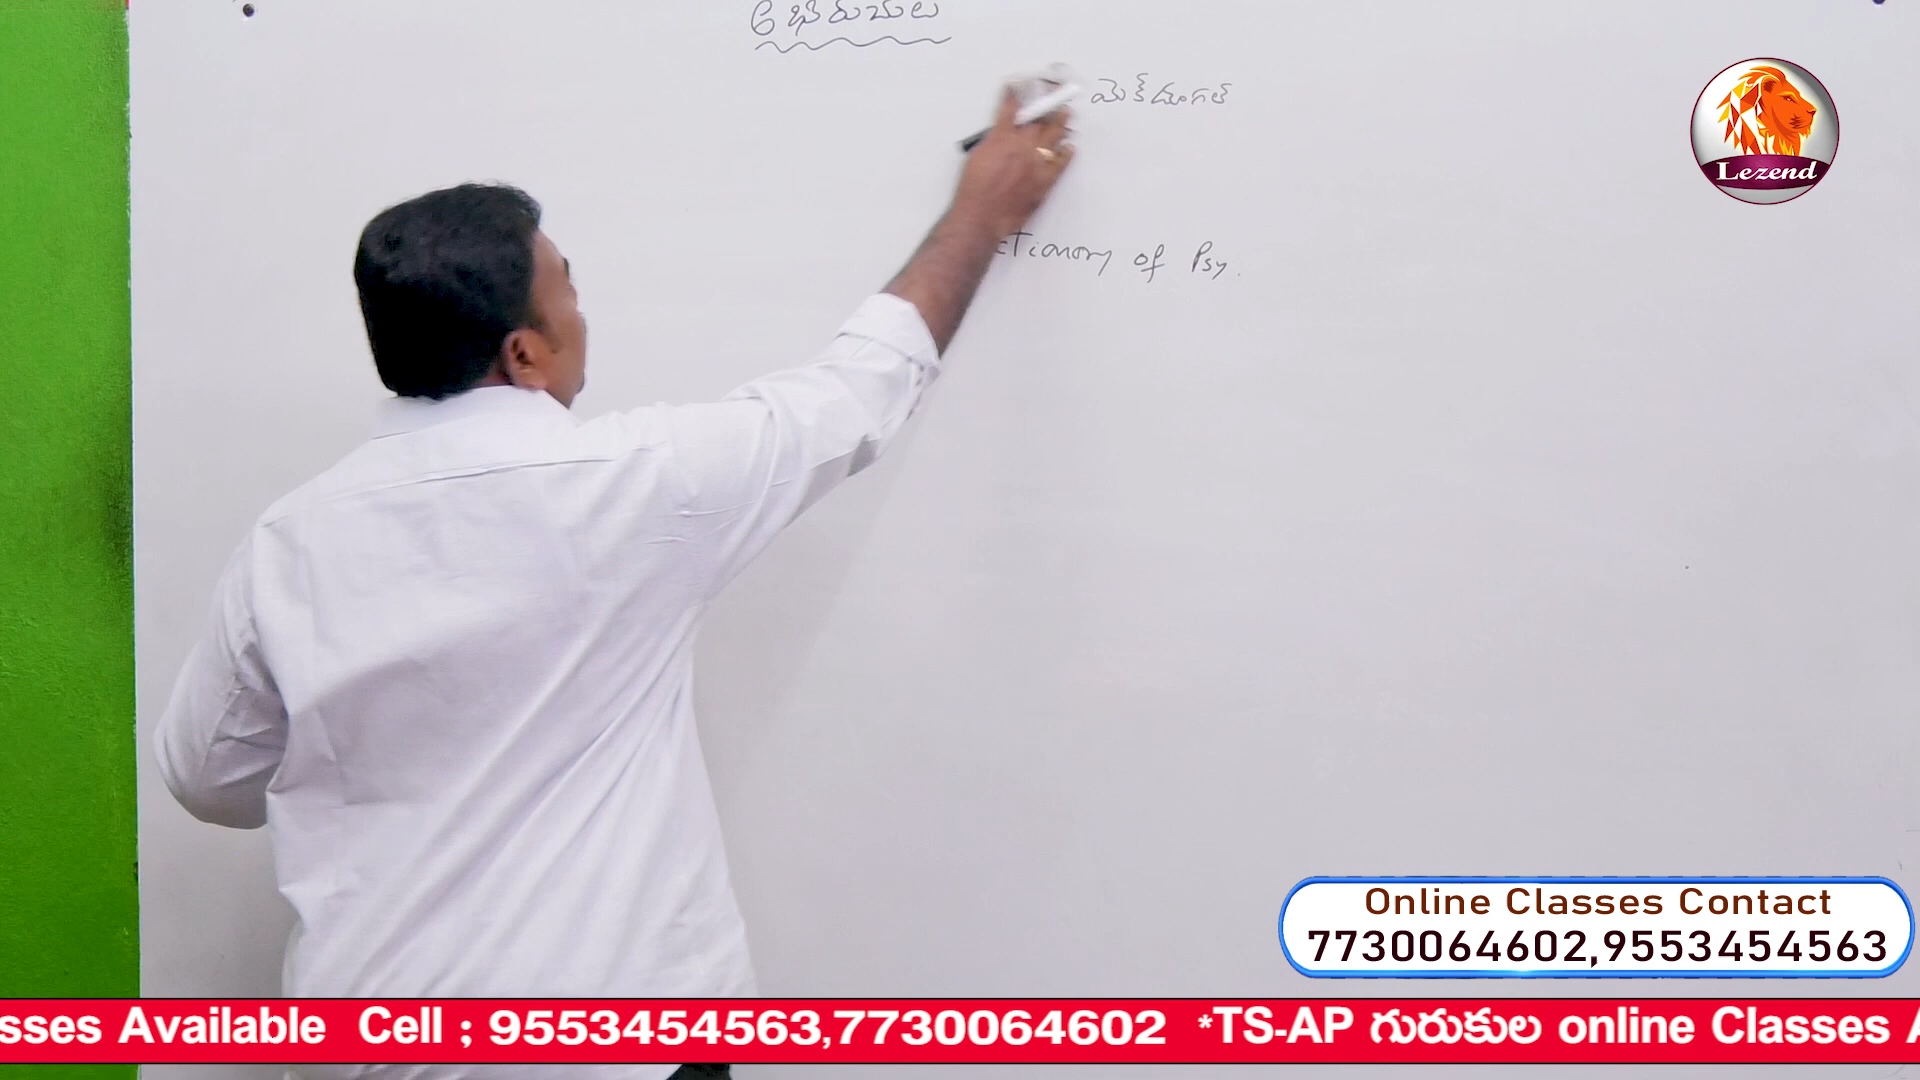 అభిరుచులు
మెక్‌డూగల్
ctionary of Psy.
Lezend
Online Classes Contact
7730064602,9553454563
sses Available Cell ; 9553454563,7730064602 *TS-AP గురుకుల online Classes A